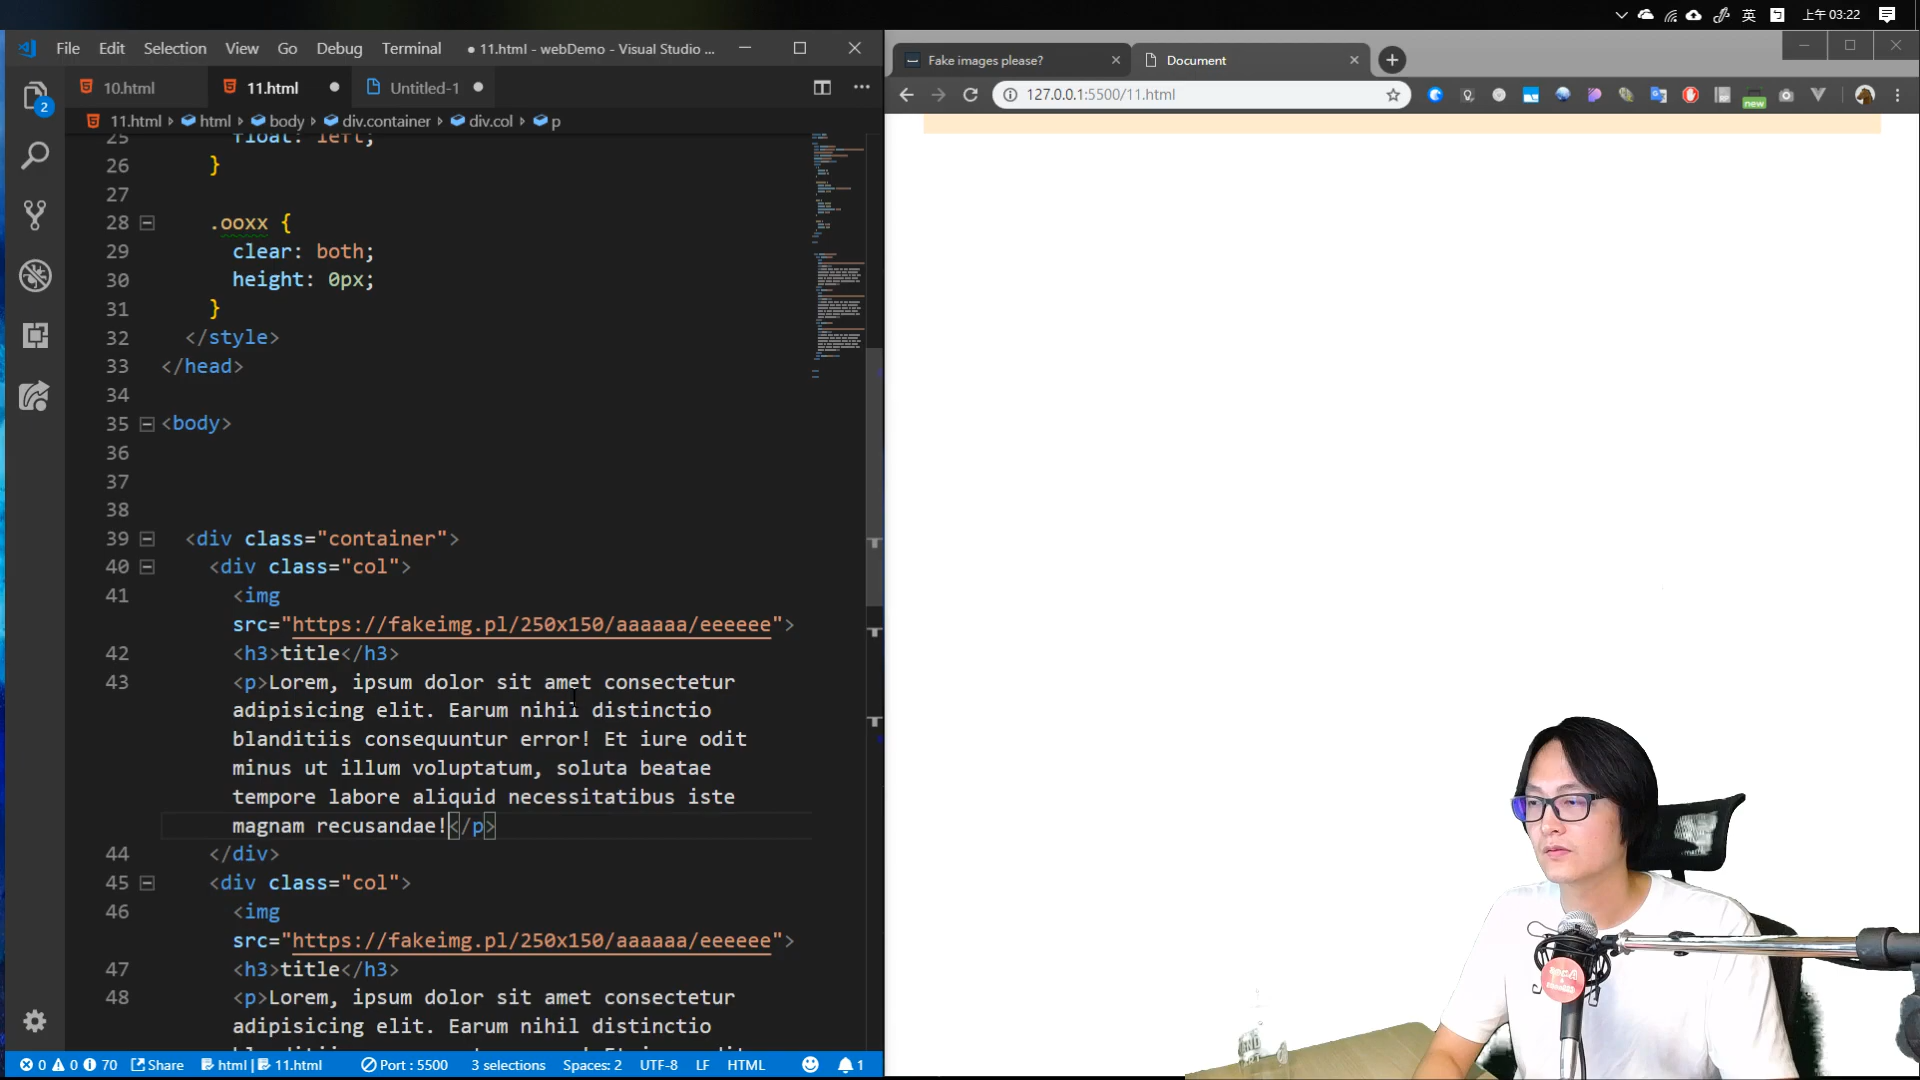 英
上午 03:22
File Edit Selection View Go Debug Terminal ● 11.html - webDemo - Visual Studio ...
10.html
11.html
Untitled-1
11.html > html > body > div.container > div.col > p
25 float: left;
26 }
27
28 .ooxx {
29 clear: both;
30 height: 0px;
31 }
32 </style>
33 </head>
34
35 <body>
36
37
38
39 <div class="container">
40 <div class="col">
41 <img
src="https://fakeimg.pl/250x150/aaaaaa/eeeeee">
42 <h3>title</h3>
43 <p>Lorem, ipsum dolor sit amet consectetur
adipisicing elit. Earum nihil distinctio
blanditiis consequuntur error! Et iure odit
minus ut illum voluptatum, soluta beatae
tempore labore aliquid necessitatibus iste
magnam recusandae!</p>
44 </div>
45 <div class="col">
46 <img
src="https://fakeimg.pl/250x150/aaaaaa/eeeeee">
47 <h3>title</h3>
48 <p>Lorem, ipsum dolor sit amet consectetur
adipisicing elit. Earum nihil distinctio
2
0 0 70 Share html | 11.html Port : 5500 3 selections Spaces: 2 UTF-8 LF HTML 1
Fake images please?
Document
127.0.0.1:5500/11.html
new